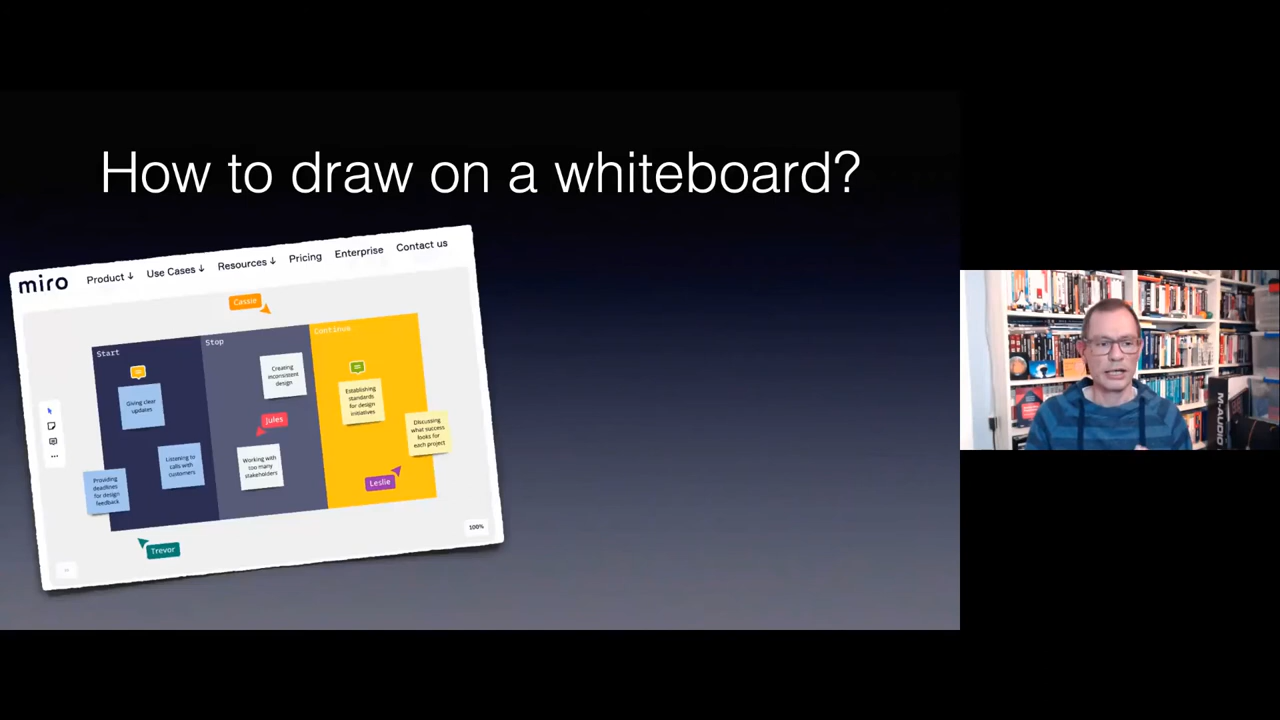 How to draw on a whiteboard?
miro
Product ↓
Use Cases ↓
Resources ↓
Pricing
Enterprise
Contact us
Cassie
Start
Stop
Continue
Giving clear
updates
Creating
inconsistent
design
Establishing
standards
for design
initiatives
Jules
Discussing
what success
looks for
each project
Listening to
calls with
customers
Working with
too many
stakeholders
Providing
deadlines
for design
feedback
Leslie
Trevor
100%
M-AUDIO